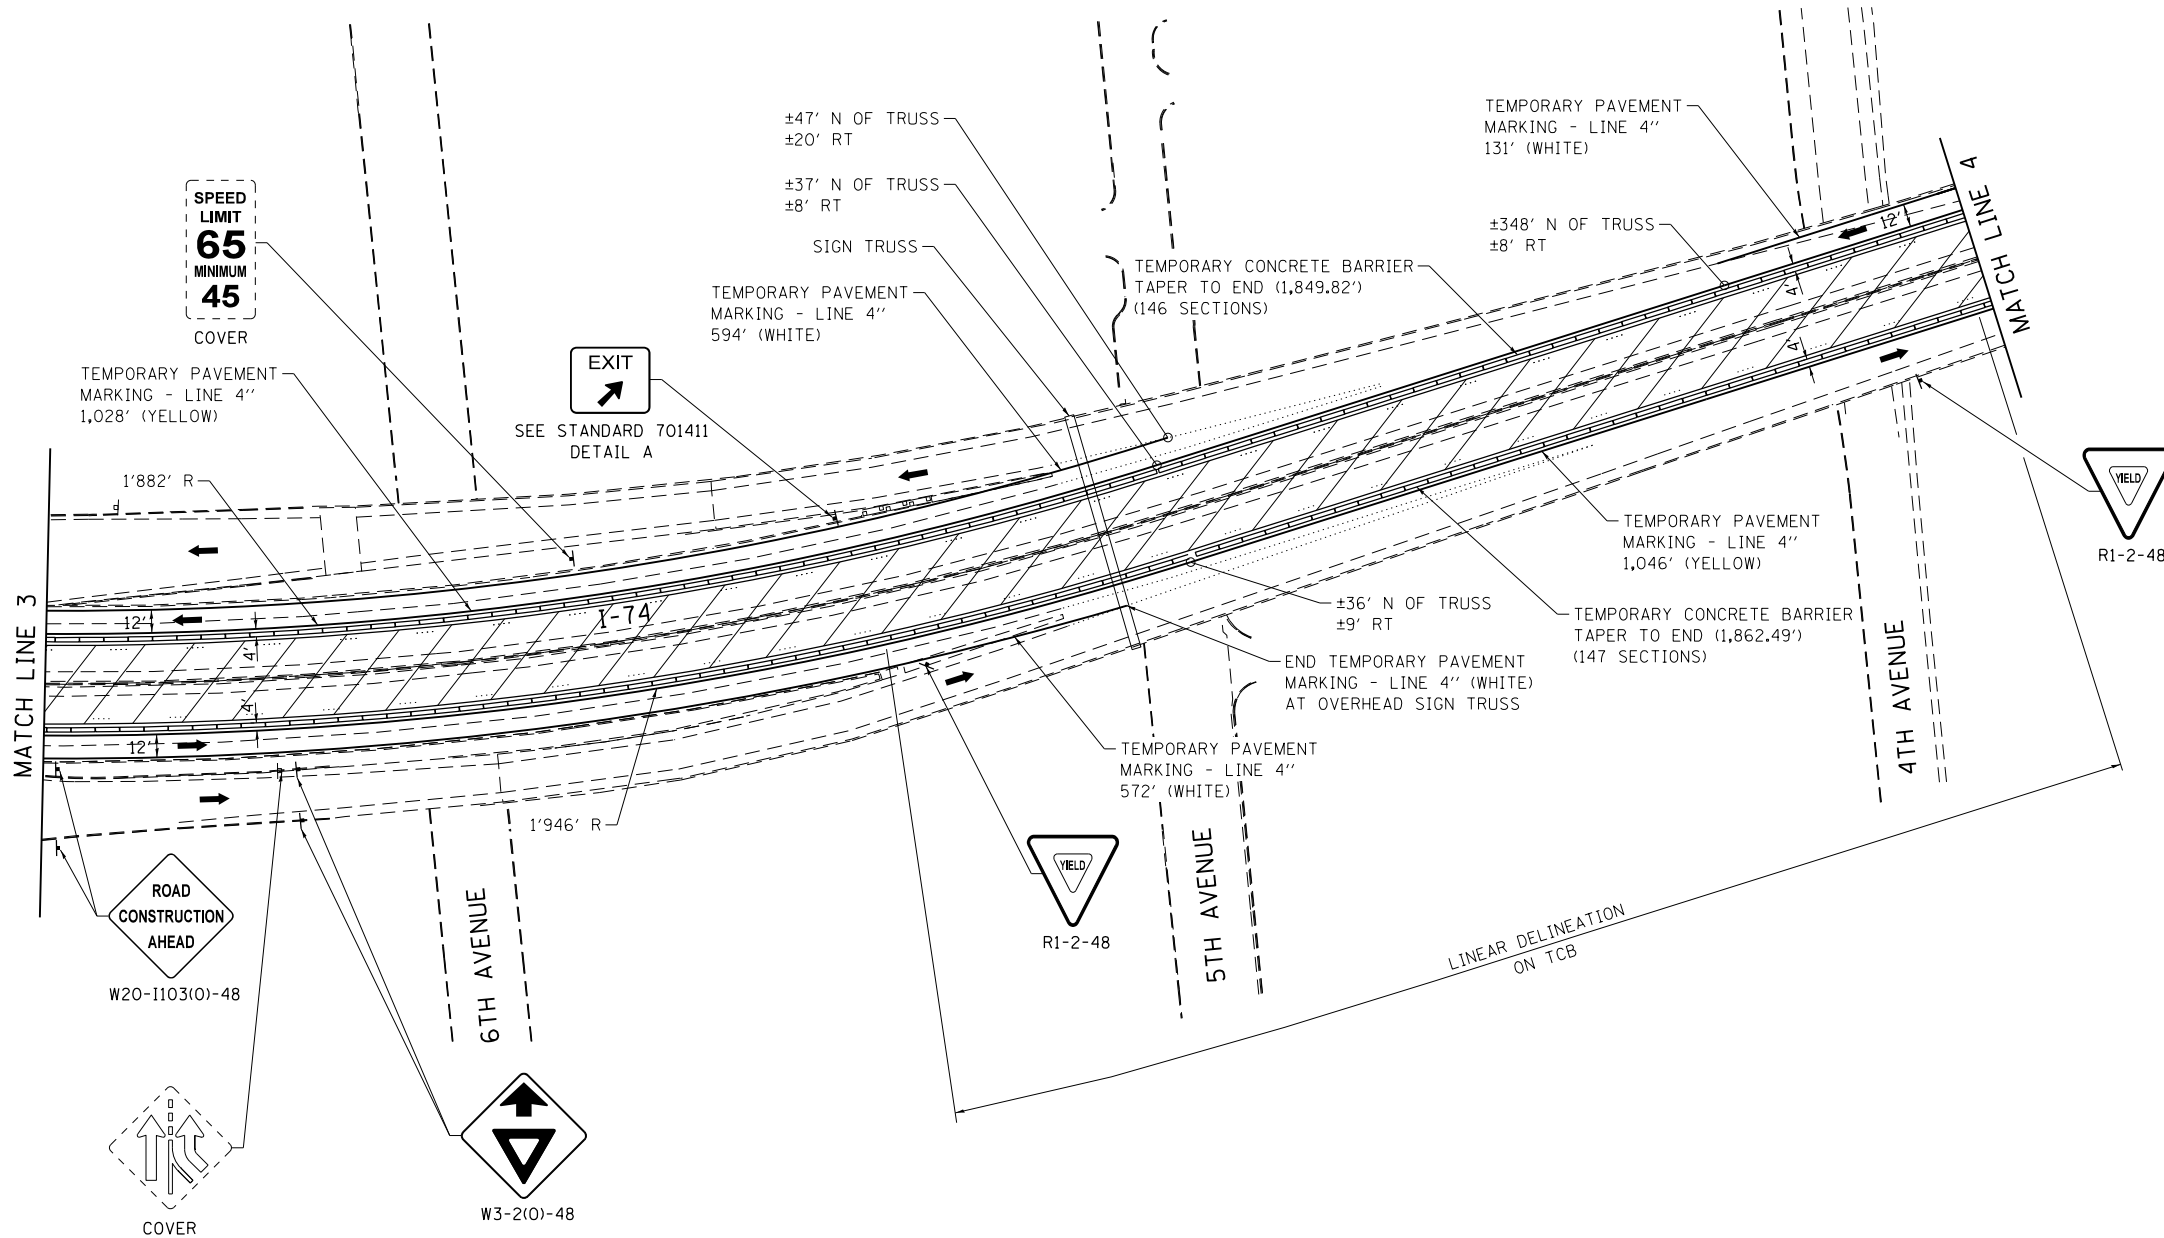 ±47' N OF TRUSS
±20' RT
±37' N OF TRUSS
±8' RT
SIGN TRUSS
TEMPORARY PAVEMENT
MARKING - LINE 4''
594' (WHITE)
TEMPORARY PAVEMENT
MARKING - LINE 4''
131' (WHITE)
±348' N OF TRUSS
±8' RT
TEMPORARY CONCRETE BARRIER
TAPER TO END (1,849.82')
(146 SECTIONS)
MATCH LINE 4
12'
4'
4'
SPEED
LIMIT
65
MINIMUM
45
COVER
EXIT
SEE STANDARD 701411
DETAIL A
TEMPORARY PAVEMENT
MARKING - LINE 4''
1,028' (YELLOW)
1'882' R
YIELD
R1-2-48
TEMPORARY PAVEMENT
MARKING - LINE 4''
1,046' (YELLOW)
TEMPORARY CONCRETE BARRIER
TAPER TO END (1,862.49')
(147 SECTIONS)
±36' N OF TRUSS
±9' RT
END TEMPORARY PAVEMENT
MARKING - LINE 4'' (WHITE)
AT OVERHEAD SIGN TRUSS
TEMPORARY PAVEMENT
MARKING - LINE 4''
572' (WHITE)
I-74
MATCH LINE 3
12'
4'
4'
12'
1'946' R
4TH AVENUE
5TH AVENUE
6TH AVENUE
YIELD
R1-2-48
LINEAR DELINEATION
ON TCB
ROAD
CONSTRUCTION
AHEAD
W20-I103(O)-48
COVER
W3-2(O)-48